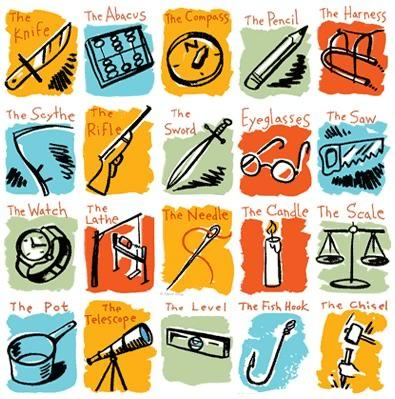 The Knife
The Abacus
The Compass
The Pencil
The Harness
The Scythe
The Rifle
The Sword
Eyeglasses
The Saw
The Watch
The Lathe
The Needle
The Candle
The Scale
The Pot
The Telescope
The Level
The Fish Hook
The Chisel